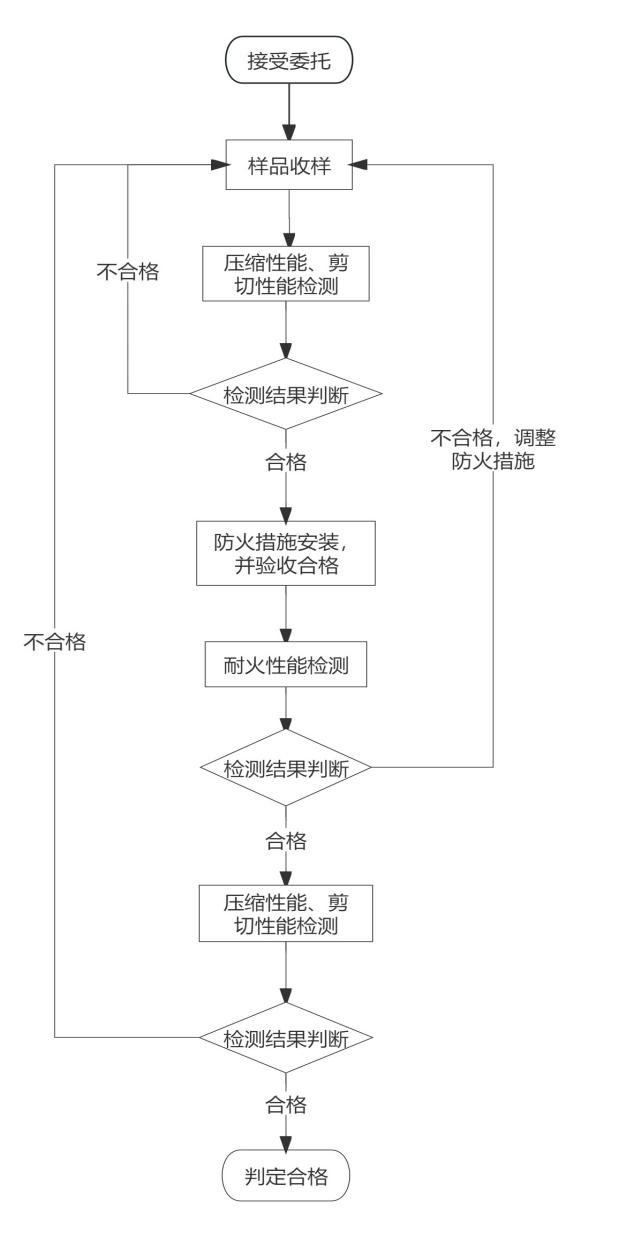 接受委托
样品收样
压缩性能、剪
切性能检测
不合格
检测结果判断
不合格，调整
防火措施
合格
防火措施安装，
并验收合格
不合格
耐火性能检测
检测结果判断
合格
压缩性能、剪
切性能检测
检测结果判断
合格
判定合格